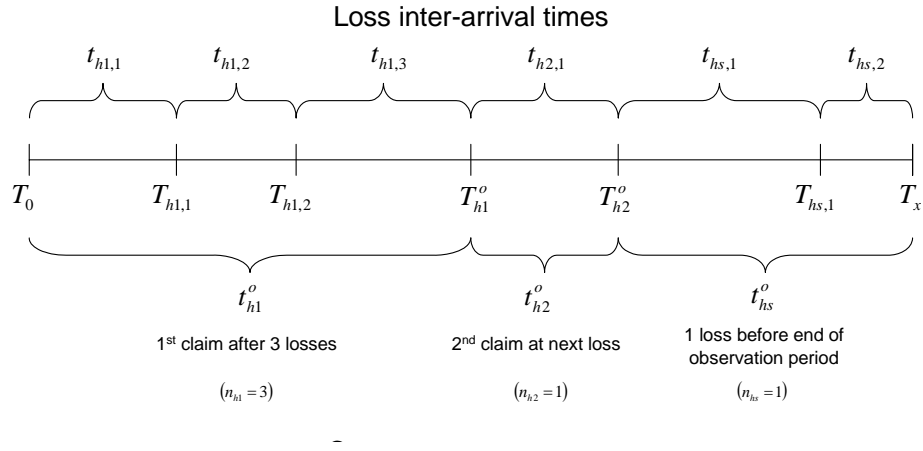 Loss inter-arrival times
t_{h1,1} t_{h1,2} t_{h1,3} t_{h2,1} t_{hs,1} t_{hs,2}
T_0 T_{h1,1} T_{h1,2} T^o_{h1} T^o_{h2} T_{hs,1} T_x
t^o_{h1} t^o_{h2} t^o_{hs}
1st claim after 3 losses 2nd claim at next loss 1 loss before end of
observation period
(n_{h1} = 3) (n_{h2} = 1) (n_{hs} = 1)